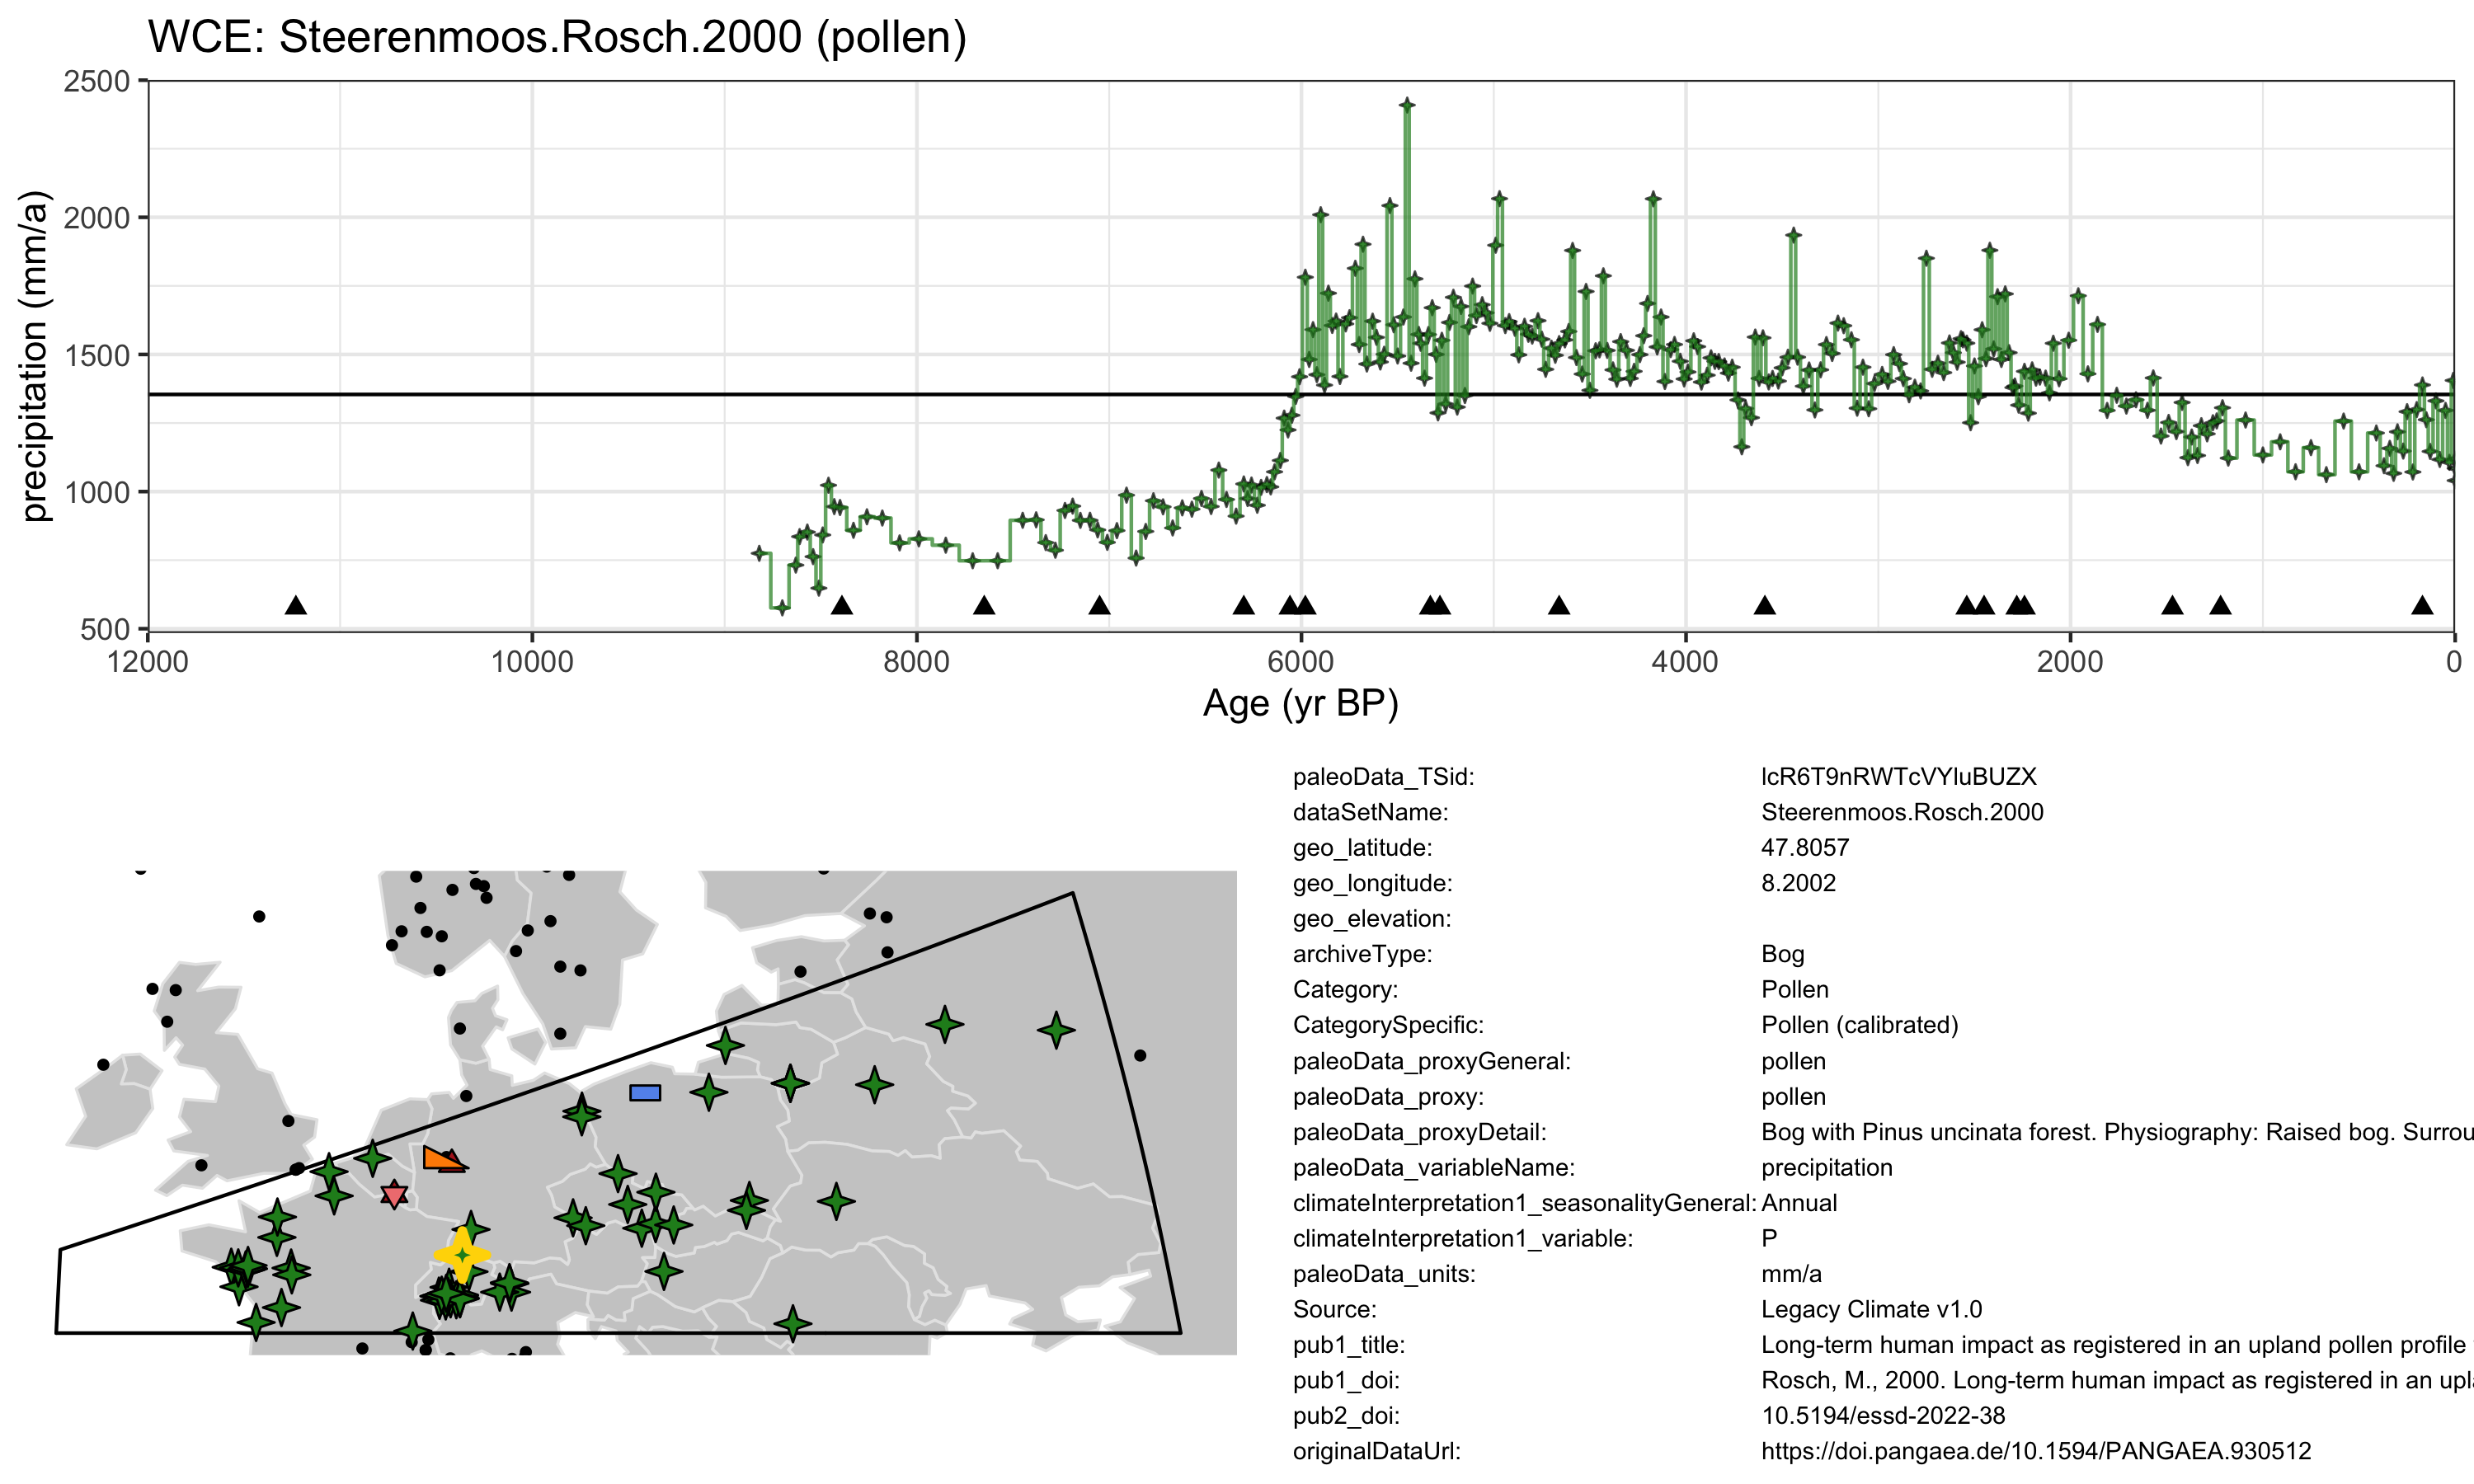 WCE: Steerenmoos.Rosch.2000 (pollen)
2500
2000
1500
1000
500
precipitation (mm/a)
12000 10000 8000 6000 4000 2000 0
Age (yr BP)
paleoData_TSid: lcR6T9nRWTcVYluBUZX
dataSetName: Steerenmoos.Rosch.2000
geo_latitude: 47.8057
geo_longitude: 8.2002
geo_elevation:
archiveType: Bog
Category: Pollen
CategorySpecific: Pollen (calibrated)
paleoData_proxyGeneral: pollen
paleoData_proxy: pollen
paleoData_proxyDetail: Bog with Pinus uncinata forest. Physiography: Raised bog. Surrou
paleoData_variableName: precipitation
climateInterpretation1_seasonalityGeneral: Annual
climateInterpretation1_variable: P
paleoData_units: mm/a
Source: Legacy Climate v1.0
pub1_title: Long-term human impact as registered in an upland pollen profile
pub1_doi: Rosch, M., 2000. Long-term human impact as registered in an upl
pub2_doi: 10.5194/essd-2022-38
originalDataUrl: https://doi.pangaea.de/10.1594/PANGAEA.930512